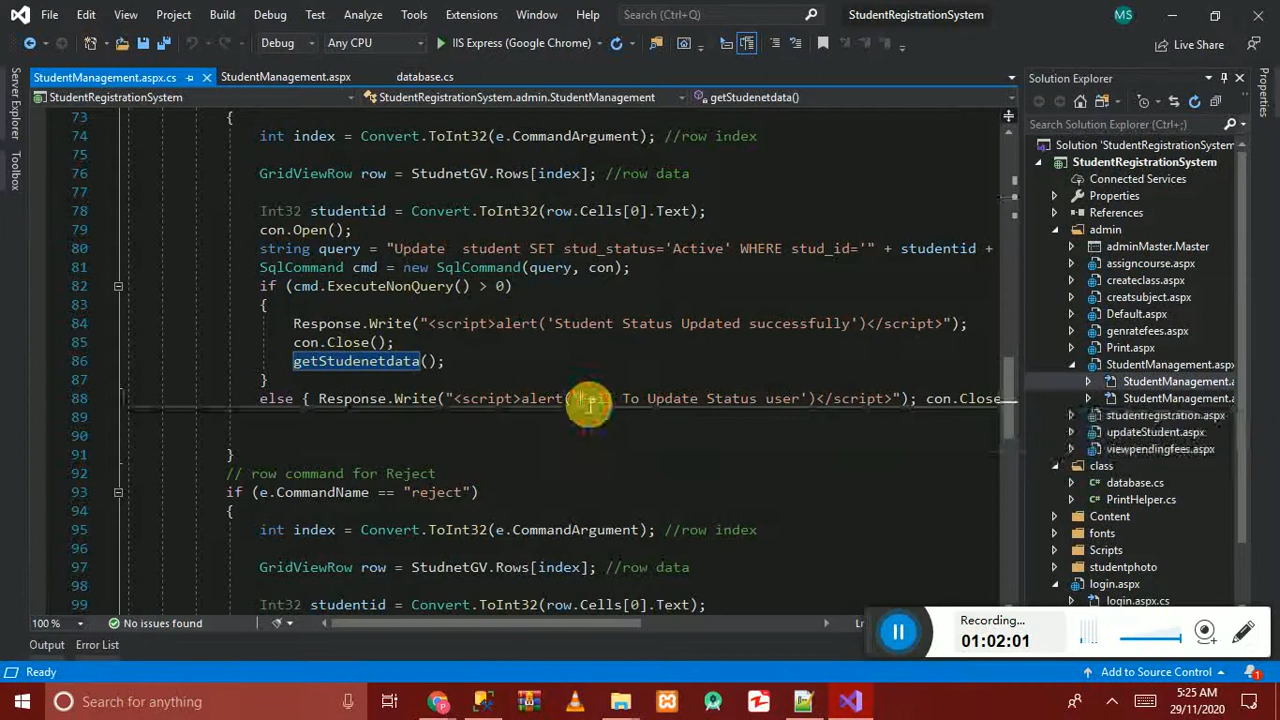 File Edit View Project Build Debug Test Analyze Tools Extensions Window Help Search (Ctrl+Q) StudentRegistrationSystem MS
Debug Any CPU IIS Express (Google Chrome) Live Share
StudentManagement.aspx.cs StudentManagement.aspx database.cs
StudentRegistrationSystem StudentRegistrationSystem.admin.StudentManagement getStudenetdata()
Server Explorer
Toolbox
73 {
74 int index = Convert.ToInt32(e.CommandArgument); //row index
75
76 GridViewRow row = StudnetGV.Rows[index]; //row data
77
78 Int32 studentid = Convert.ToInt32(row.Cells[0].Text);
79 con.Open();
80 string query = "Update  student SET stud_status='Active' WHERE stud_id='" + studentid +
81 SqlCommand cmd = new SqlCommand(query, con);
82 if (cmd.ExecuteNonQuery() > 0)
83 {
84 Response.Write("<script>alert('Student Status Updated successfully')</script>");
85 con.Close();
86 getStudenetdata();
87 }
88 else { Response.Write("<script>alert(' To Update Status user')</script>"); con.Close
89
90
91 }
92 // row command for Reject
93 if (e.CommandName == "reject")
94 {
95 int index = Convert.ToInt32(e.CommandArgument); //row index
96
97 GridViewRow row = StudnetGV.Rows[index]; //row data
98
99 Int32 studentid = Convert.ToInt32(row.Cells[0].Text);
100 % No issues found
Output Error List
Ready
Solution Explorer
Search Solution Explorer (Ctrl+;)
Solution 'StudentRegistrationSystem
StudentRegistrationSystem
Connected Services
Properties
References
admin
adminMaster.Master
assigncourse.aspx
createclass.aspx
creatsubject.aspx
Default.aspx
genratefees.aspx
Print.aspx
StudentManagement.aspx
StudentManagement.a
StudentManagement.
studentregistration.aspx
updateStudent.aspx
viewpendingfees.aspx
class
database.cs
PrintHelper.cs
Content
fonts
Scripts
studentphoto
login.aspx
login.aspx.cs
Properties
Recording...
01:02:01
Add to Source Control 1
Search for anything
5:25 AM
29/11/2020